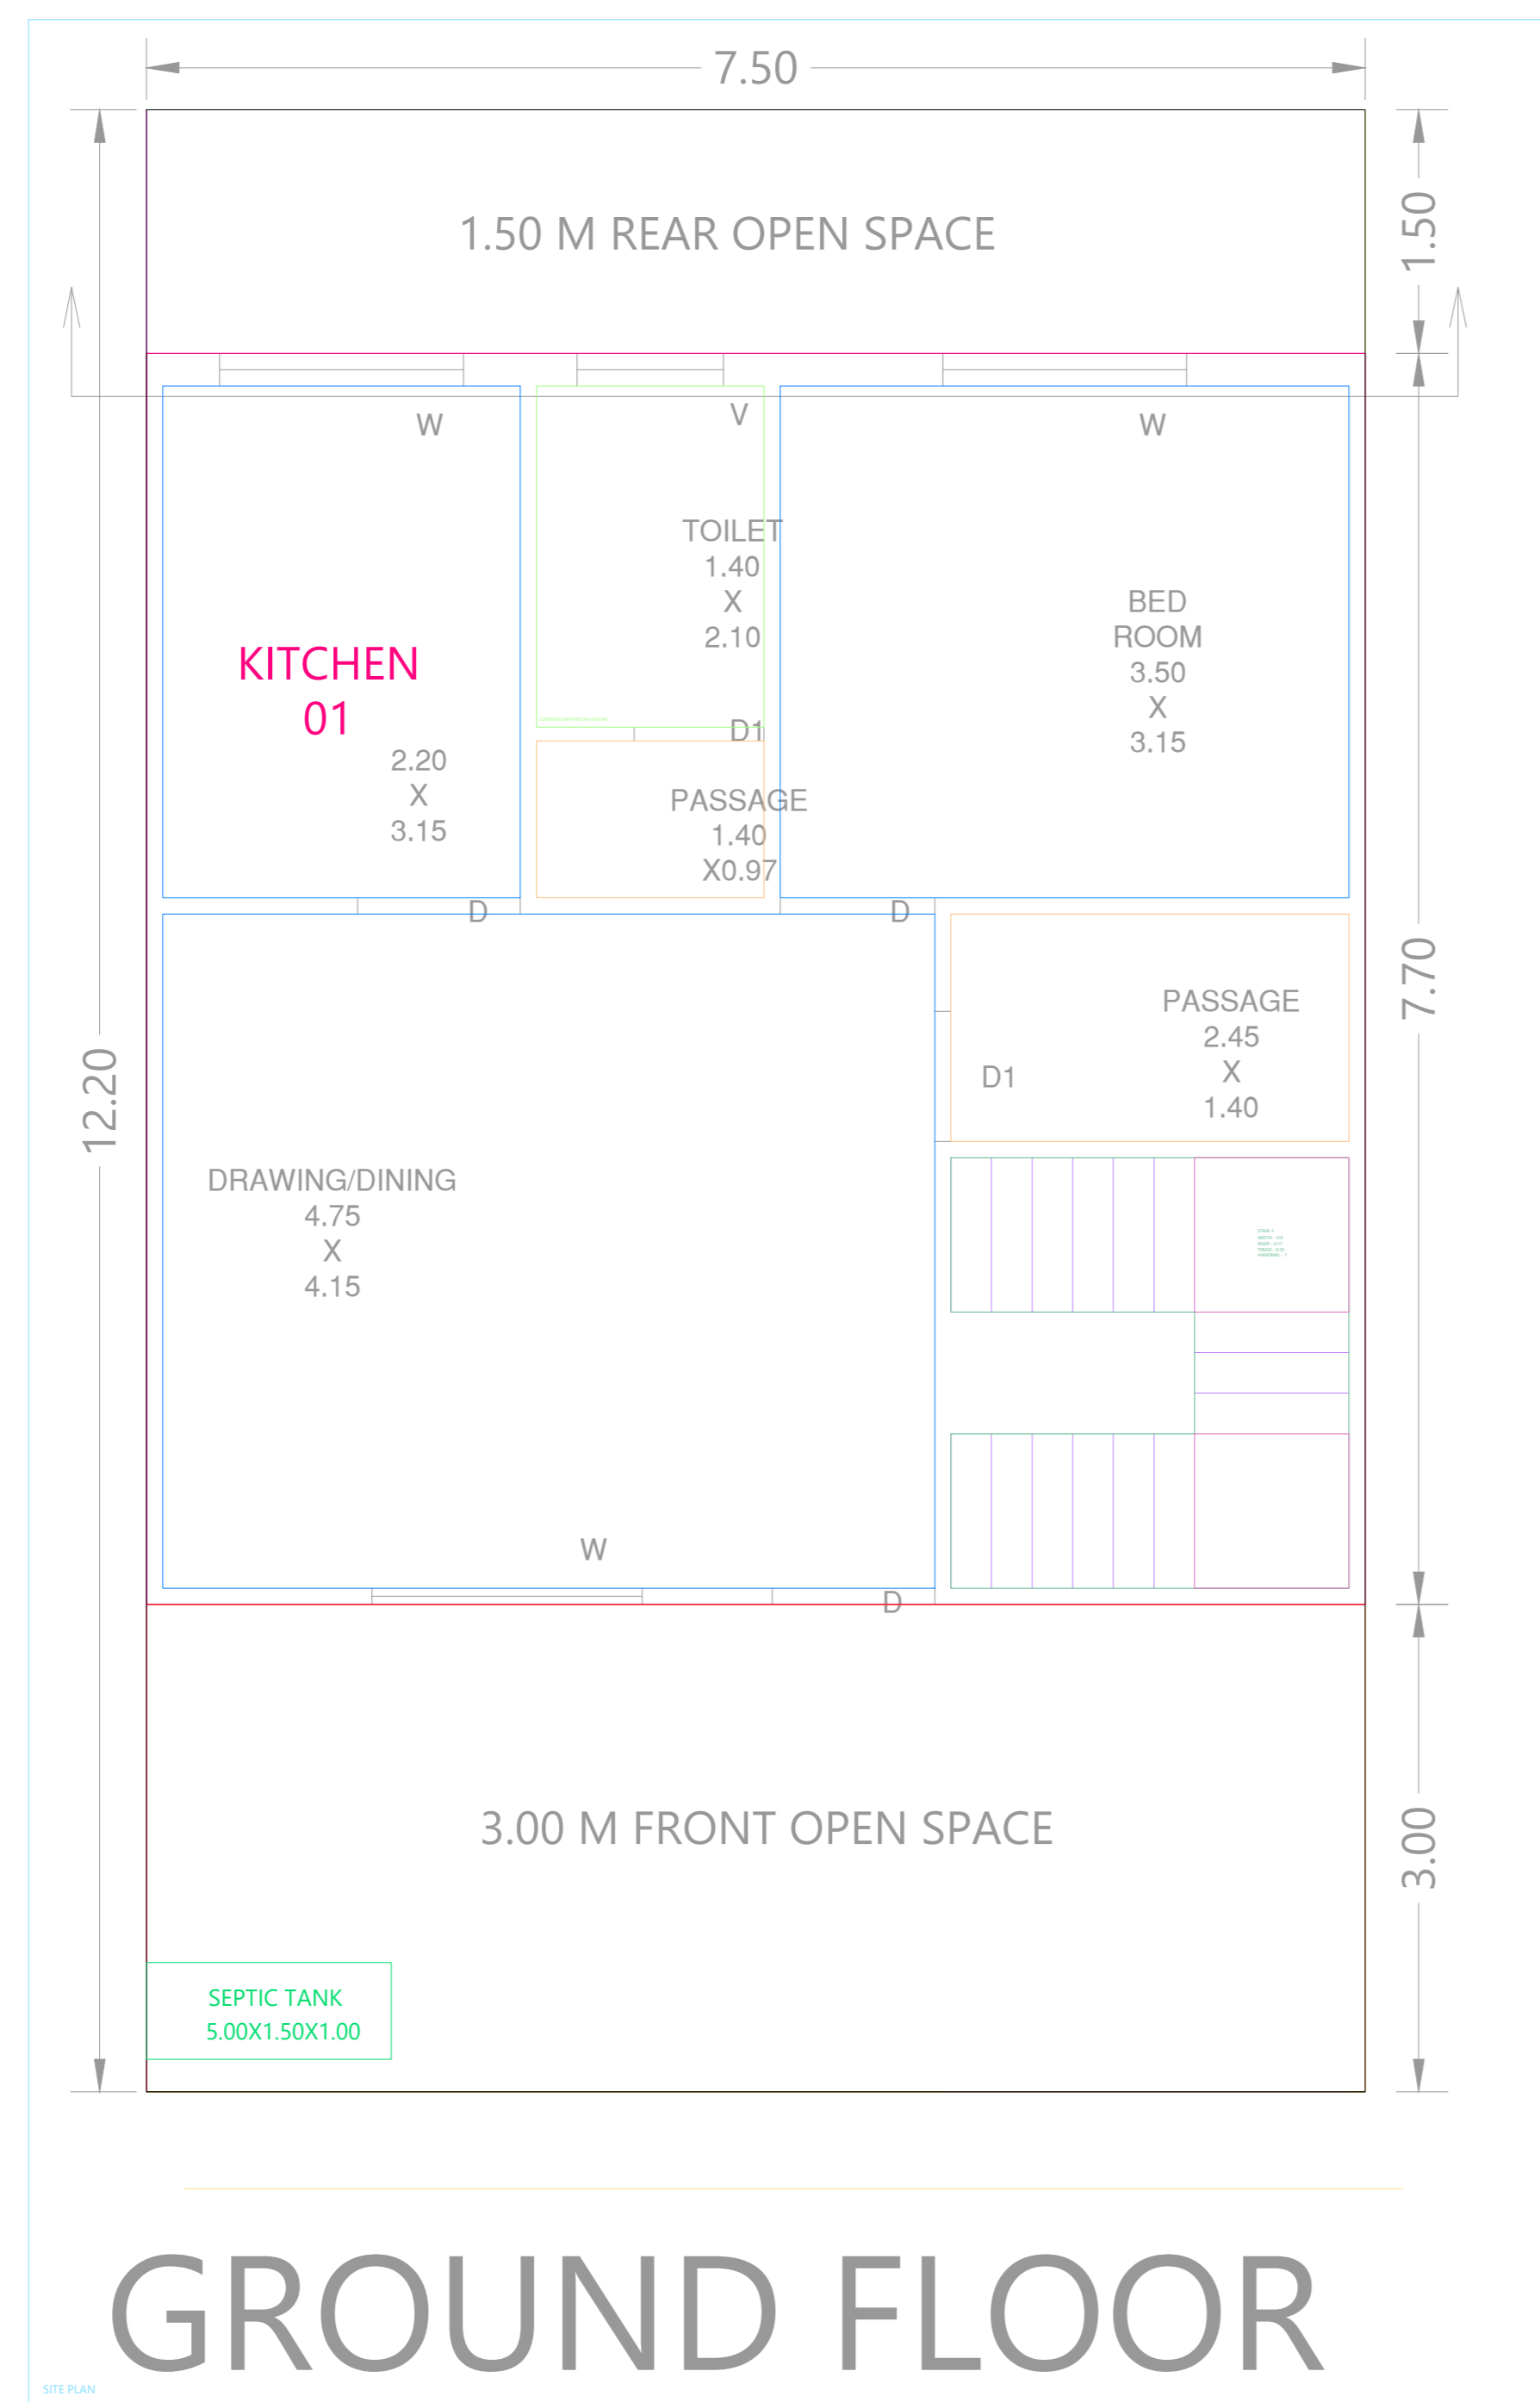 7.50
1.50 M REAR OPEN SPACE
1.50
W
V
W
TOILET
1.40
X
2.10
BED
ROOM
3.50
X
3.15
KITCHEN
01
2.20
X
3.15
D1
PASSAGE
1.40
X0.97
D
D
7.70
12.20
PASSAGE
2.45
X
1.40
D1
DRAWING/DINING
4.75
X
4.15
W
D
3.00 M FRONT OPEN SPACE
3.00
SEPTIC TANK
5.00X1.50X1.00
GROUND FLOOR
SITE PLAN